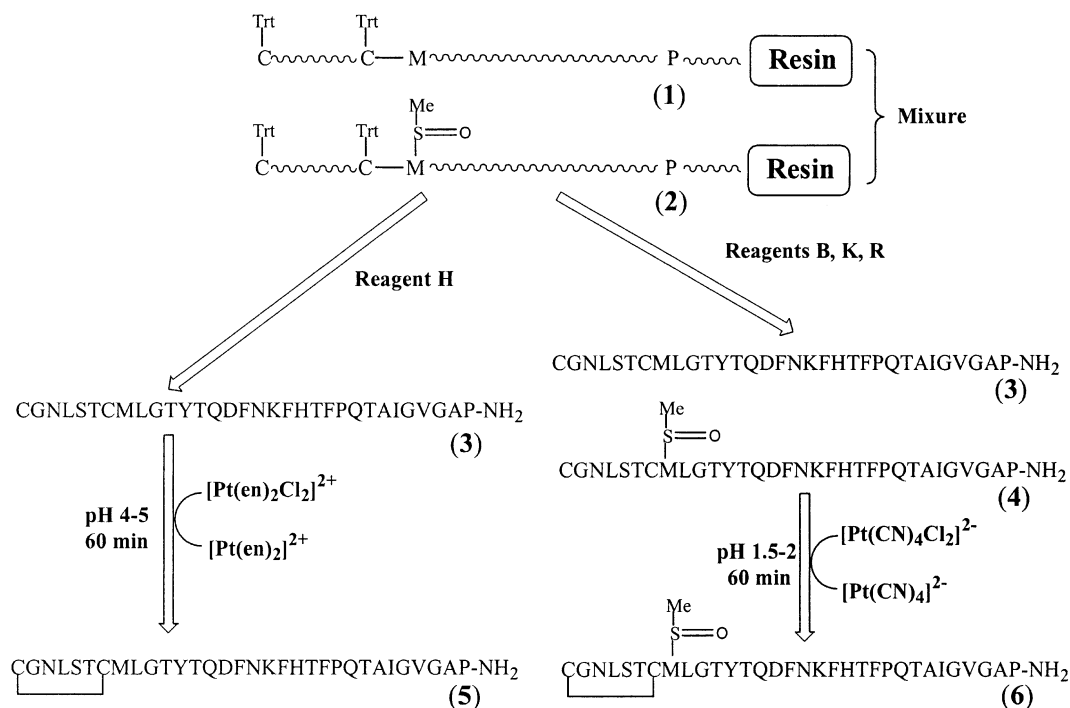 Trt Trt
C C M P Resin
(1)
Mixure
Me
Trt Trt S O
C C M P Resin
(2)
Reagent H
Reagents B, K, R
CGNLSTCMLGTYTQDFNKFHTFPQTAIGVGAP-NH2
(3)
CGNLSTCMLGTYTQDFNKFHTFPQTAIGVGAP-NH2
(3)
Me
S O
CGNLSTCMLGTYTQDFNKFHTFPQTAIGVGAP-NH2
(4)
pH 4-5
60 min
[Pt(en)2Cl2]2+
[Pt(en)2]2+
pH 1.5-2
60 min
[Pt(CN)4Cl2]2-
[Pt(CN)4]2-
CGNLSTCMLGTYTQDFNKFHTFPQTAIGVGAP-NH2
(5)
Me
S O
CGNLSTCMLGTYTQDFNKFHTFPQTAIGVGAP-NH2
(6)